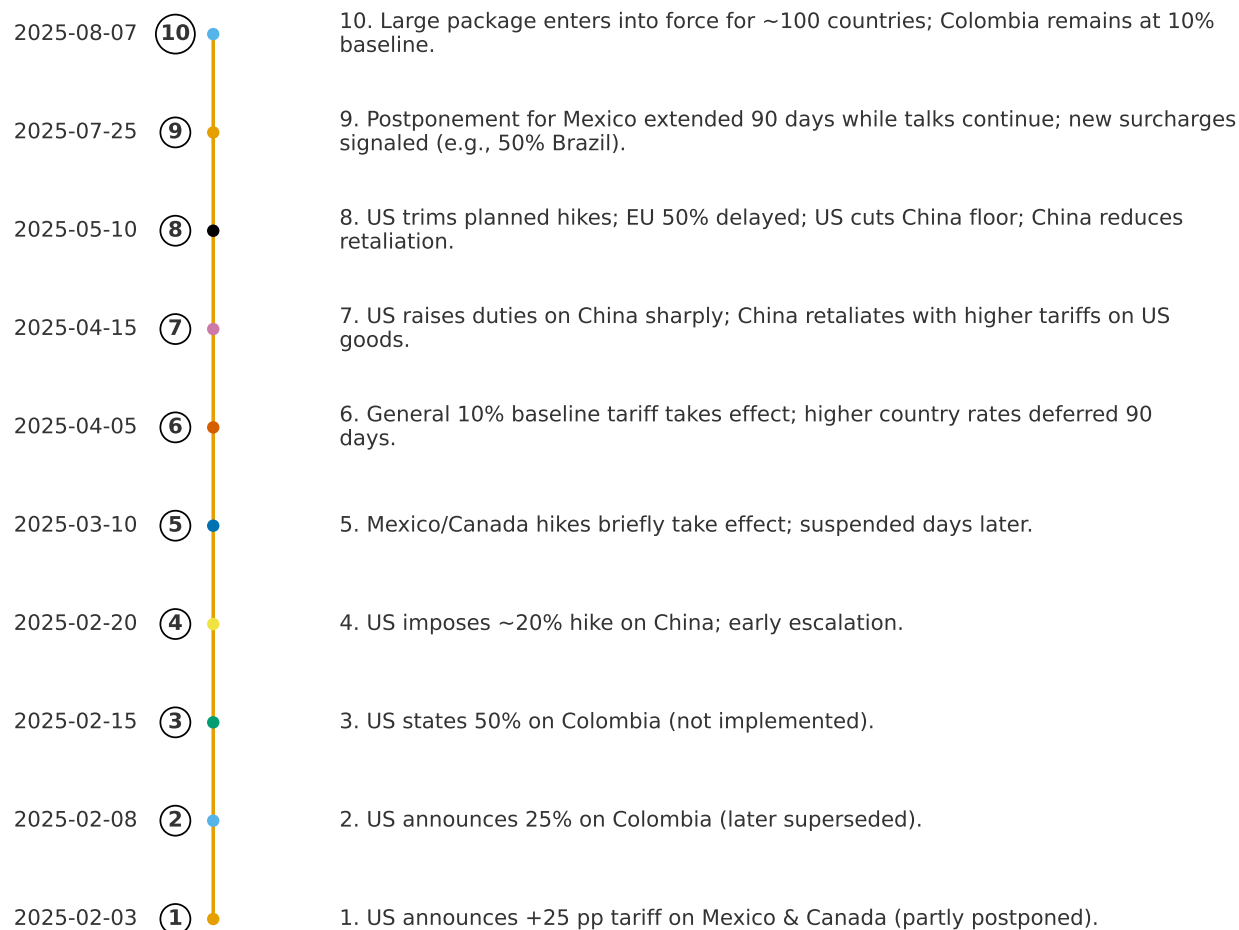 2025-08-07 10 10. Large package enters into force for ~100 countries; Colombia remains at 10%
baseline.
2025-07-25 9 9. Postponement for Mexico extended 90 days while talks continue; new surcharges
signaled (e.g., 50% Brazil).
2025-05-10 8 8. US trims planned hikes; EU 50% delayed; US cuts China floor; China reduces
retaliation.
2025-04-15 7 7. US raises duties on China sharply; China retaliates with higher tariffs on US
goods.
2025-04-05 6 6. General 10% baseline tariff takes effect; higher country rates deferred 90
days.
2025-03-10 5 5. Mexico/Canada hikes briefly take effect; suspended days later.
2025-02-20 4 4. US imposes ~20% hike on China; early escalation.
2025-02-15 3 3. US states 50% on Colombia (not implemented).
2025-02-08 2 2. US announces 25% on Colombia (later superseded).
2025-02-03 1 1. US announces +25 pp tariff on Mexico & Canada (partly postponed).